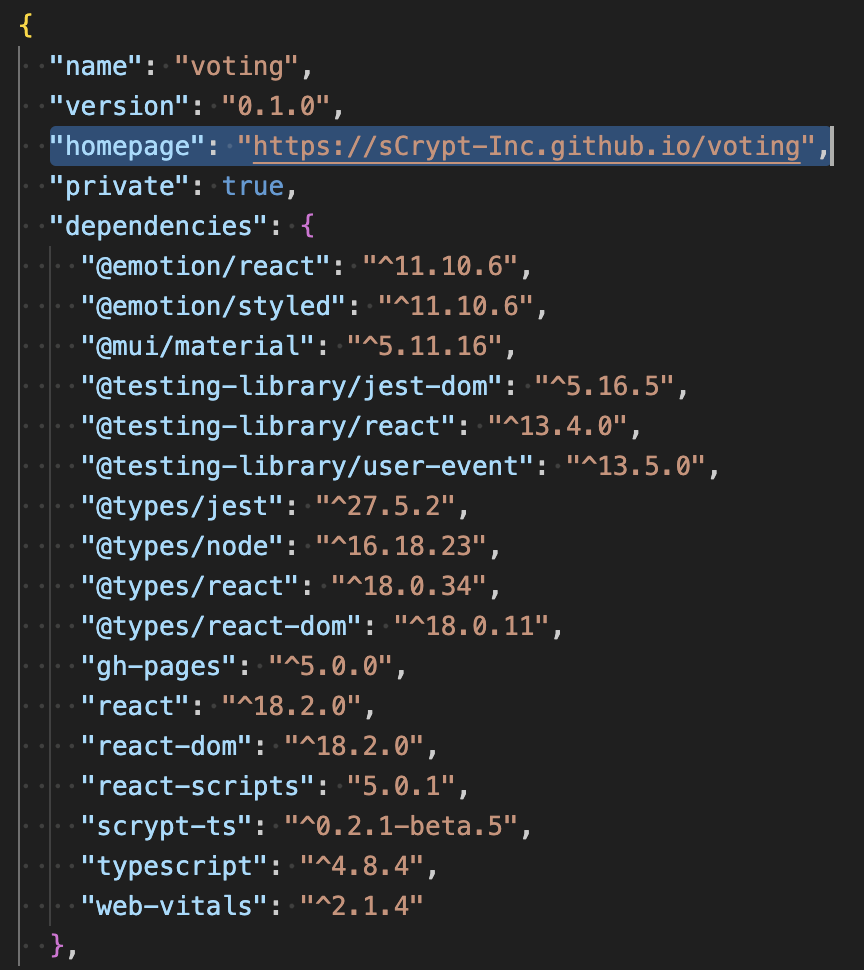 {
"name": "voting",
"version": "0.1.0",
"homepage": "https://sCrypt-Inc.github.io/voting",
"private": true,
"dependencies": {
"@emotion/react": "^11.10.6",
"@emotion/styled": "^11.10.6",
"@mui/material": "^5.11.16",
"@testing-library/jest-dom": "^5.16.5",
"@testing-library/react": "^13.4.0",
"@testing-library/user-event": "^13.5.0",
"@types/jest": "^27.5.2",
"@types/node": "^16.18.23",
"@types/react": "^18.0.34",
"@types/react-dom": "^18.0.11",
"gh-pages": "^5.0.0",
"react": "^18.2.0",
"react-dom": "^18.2.0",
"react-scripts": "5.0.1",
"scrypt-ts": "^0.2.1-beta.5",
"typescript": "^4.8.4",
"web-vitals": "^2.1.4"
},